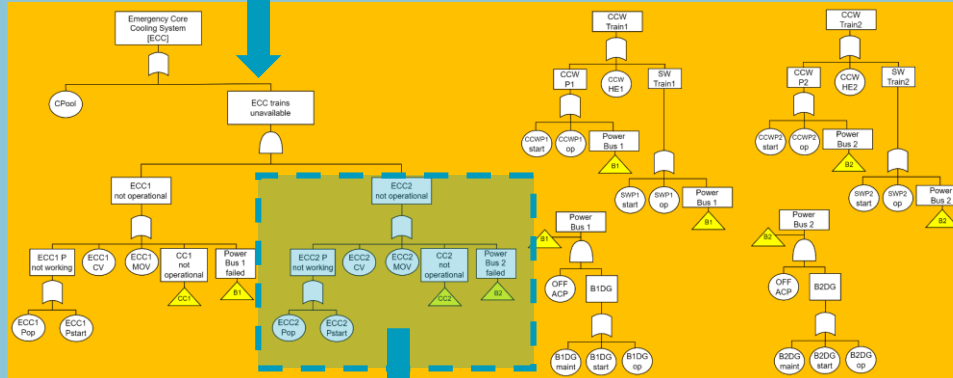 Emergency Core
Cooling System
[ECC]
CPool
ECC trains
unavailable
ECC1
not operational
ECC1 P
not working
ECC1
CV
ECC1
MOV
CC1
not
operational
Power
Bus 1
failed
CC1
B1
ECC1
Pop
ECC1
Pstart
ECC2
not operational
ECC2 P
not working
ECC2
CV
ECC2
MOV
CC2
not
operational
Power
Bus 2
failed
CC2
B2
ECC2
Pop
ECC2
Pstart
CCW
Train1
CCW
P1
CCW
HE1
SW
Train1
CCWP1
start
CCWP1
op
Power
Bus 1
B1
SWP1
start
SWP1
op
Power
Bus 1
B1
Power
Bus 1
B1
OFF
ACP
B1DG
B1DG
maint
B1DG
start
B1DG
op
CCW
Train2
CCW
P2
CCW
HE2
SW
Train2
CCWP2
start
CCWP2
op
Power
Bus 2
B2
SWP2
start
SWP2
op
Power
Bus 2
B2
Power
Bus 2
B2
OFF
ACP
B2DG
B2DG
maint
B2DG
start
B2DG
op